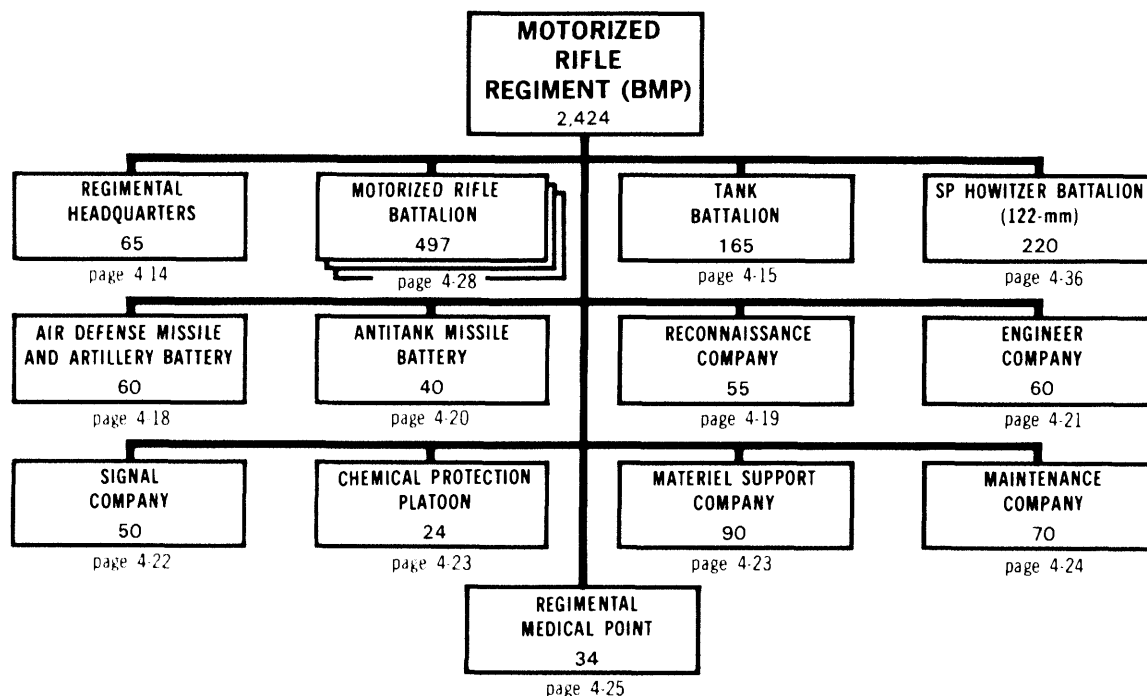 MOTORIZED
RIFLE
REGIMENT (BMP)
2,424
REGIMENTAL
HEADQUARTERS
65
page 4-14
MOTORIZED RIFLE
BATTALION
497
page 4-28
TANK
BATTALION
165
page 4-15
SP HOWITZER BATTALION
(122-mm)
220
page 4-36
AIR DEFENSE MISSILE
AND ARTILLERY BATTERY
60
page 4-18
ANTITANK MISSILE
BATTERY
40
page 4-20
RECONNAISSANCE
COMPANY
55
page 4-19
ENGINEER
COMPANY
60
page 4-21
SIGNAL
COMPANY
50
page 4-22
CHEMICAL PROTECTION
PLATOON
24
page 4-23
MATERIEL SUPPORT
COMPANY
90
page 4-23
MAINTENANCE
COMPANY
70
page 4-24
REGIMENTAL
MEDICAL POINT
34
page 4-25